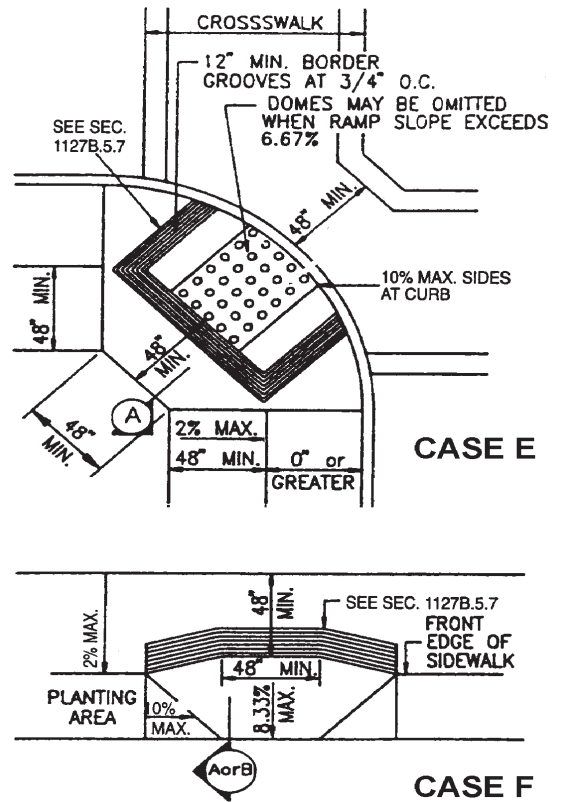 CROSSSWALK
12" MIN. BORDER
GROOVES AT 3/4" O.C.
DOMES MAY BE OMITTED
WHEN RAMP SLOPE EXCEEDS
6.67%
SEE SEC.
1127B.5.7
48" MIN.
10% MAX. SIDES
AT CURB
48" MIN.
48"
MIN.
48"
MIN.
A
2% MAX.
48" MIN.
0" or
GREATER
CASE E
2% MAX.
48"
MIN.
SEE SEC. 1127B.5.7
FRONT
EDGE OF
SIDEWALK
48" MIN.
PLANTING
AREA
10%
MAX.
8.33%
MAX.
AorB
CASE F